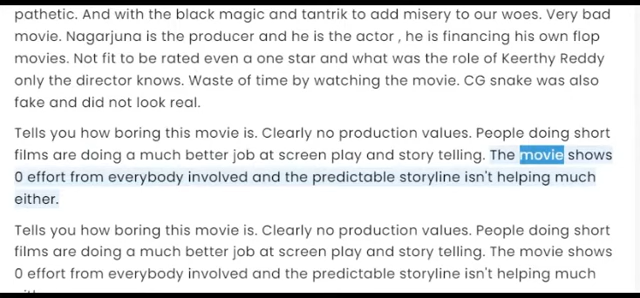 pathetic. And with the black magic and tantrik to add misery to our woes. Very bad
movie. Nagarjuna is the producer and he is the actor , he is financing his own flop
movies. Not fit to be rated even a one star and what was the role of Keerthy Reddy
only the director knows. Waste of time by watching the movie. CG snake was also
fake and did not look real.
Tells you how boring this movie is. Clearly no production values. People doing short
films are doing a much better job at screen play and story telling. The movie shows
0 effort from everybody involved and the predictable storyline isn't helping much
either.
Tells you how boring this movie is. Clearly no production values. People doing short
films are doing a much better job at screen play and story telling. The movie shows
0 effort from everybody involved and the predictable storyline isn't helping much